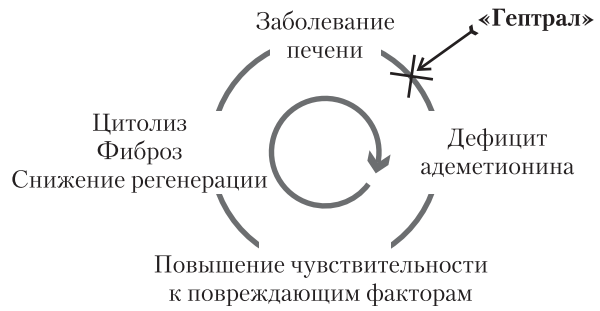 Заболевание
печени
«Гептрал»
Дефицит
адеметионина
Повышение чувствительности
к повреждающим факторам
Цитолиз
Фиброз
Снижение регенерации